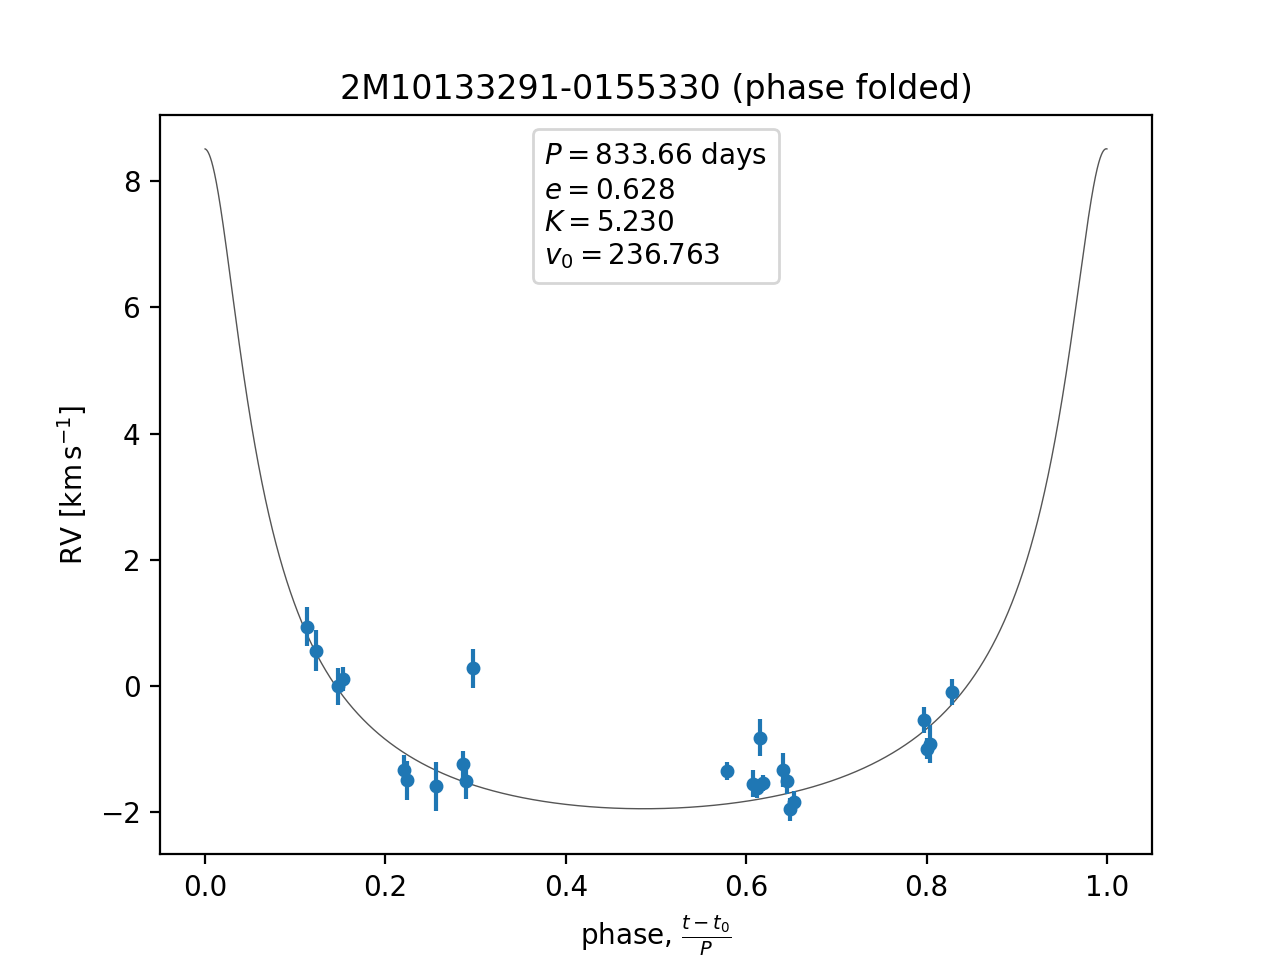 2M10133291-0155330 (phase folded)
P = 833.66 days
e = 0.628
K = 5.230
v₀ = 236.763
RV [km s⁻¹]
8
6
4
2
0
−2
0.0 0.2 0.4 0.6 0.8 1.0
phase, (t − t₀)/P